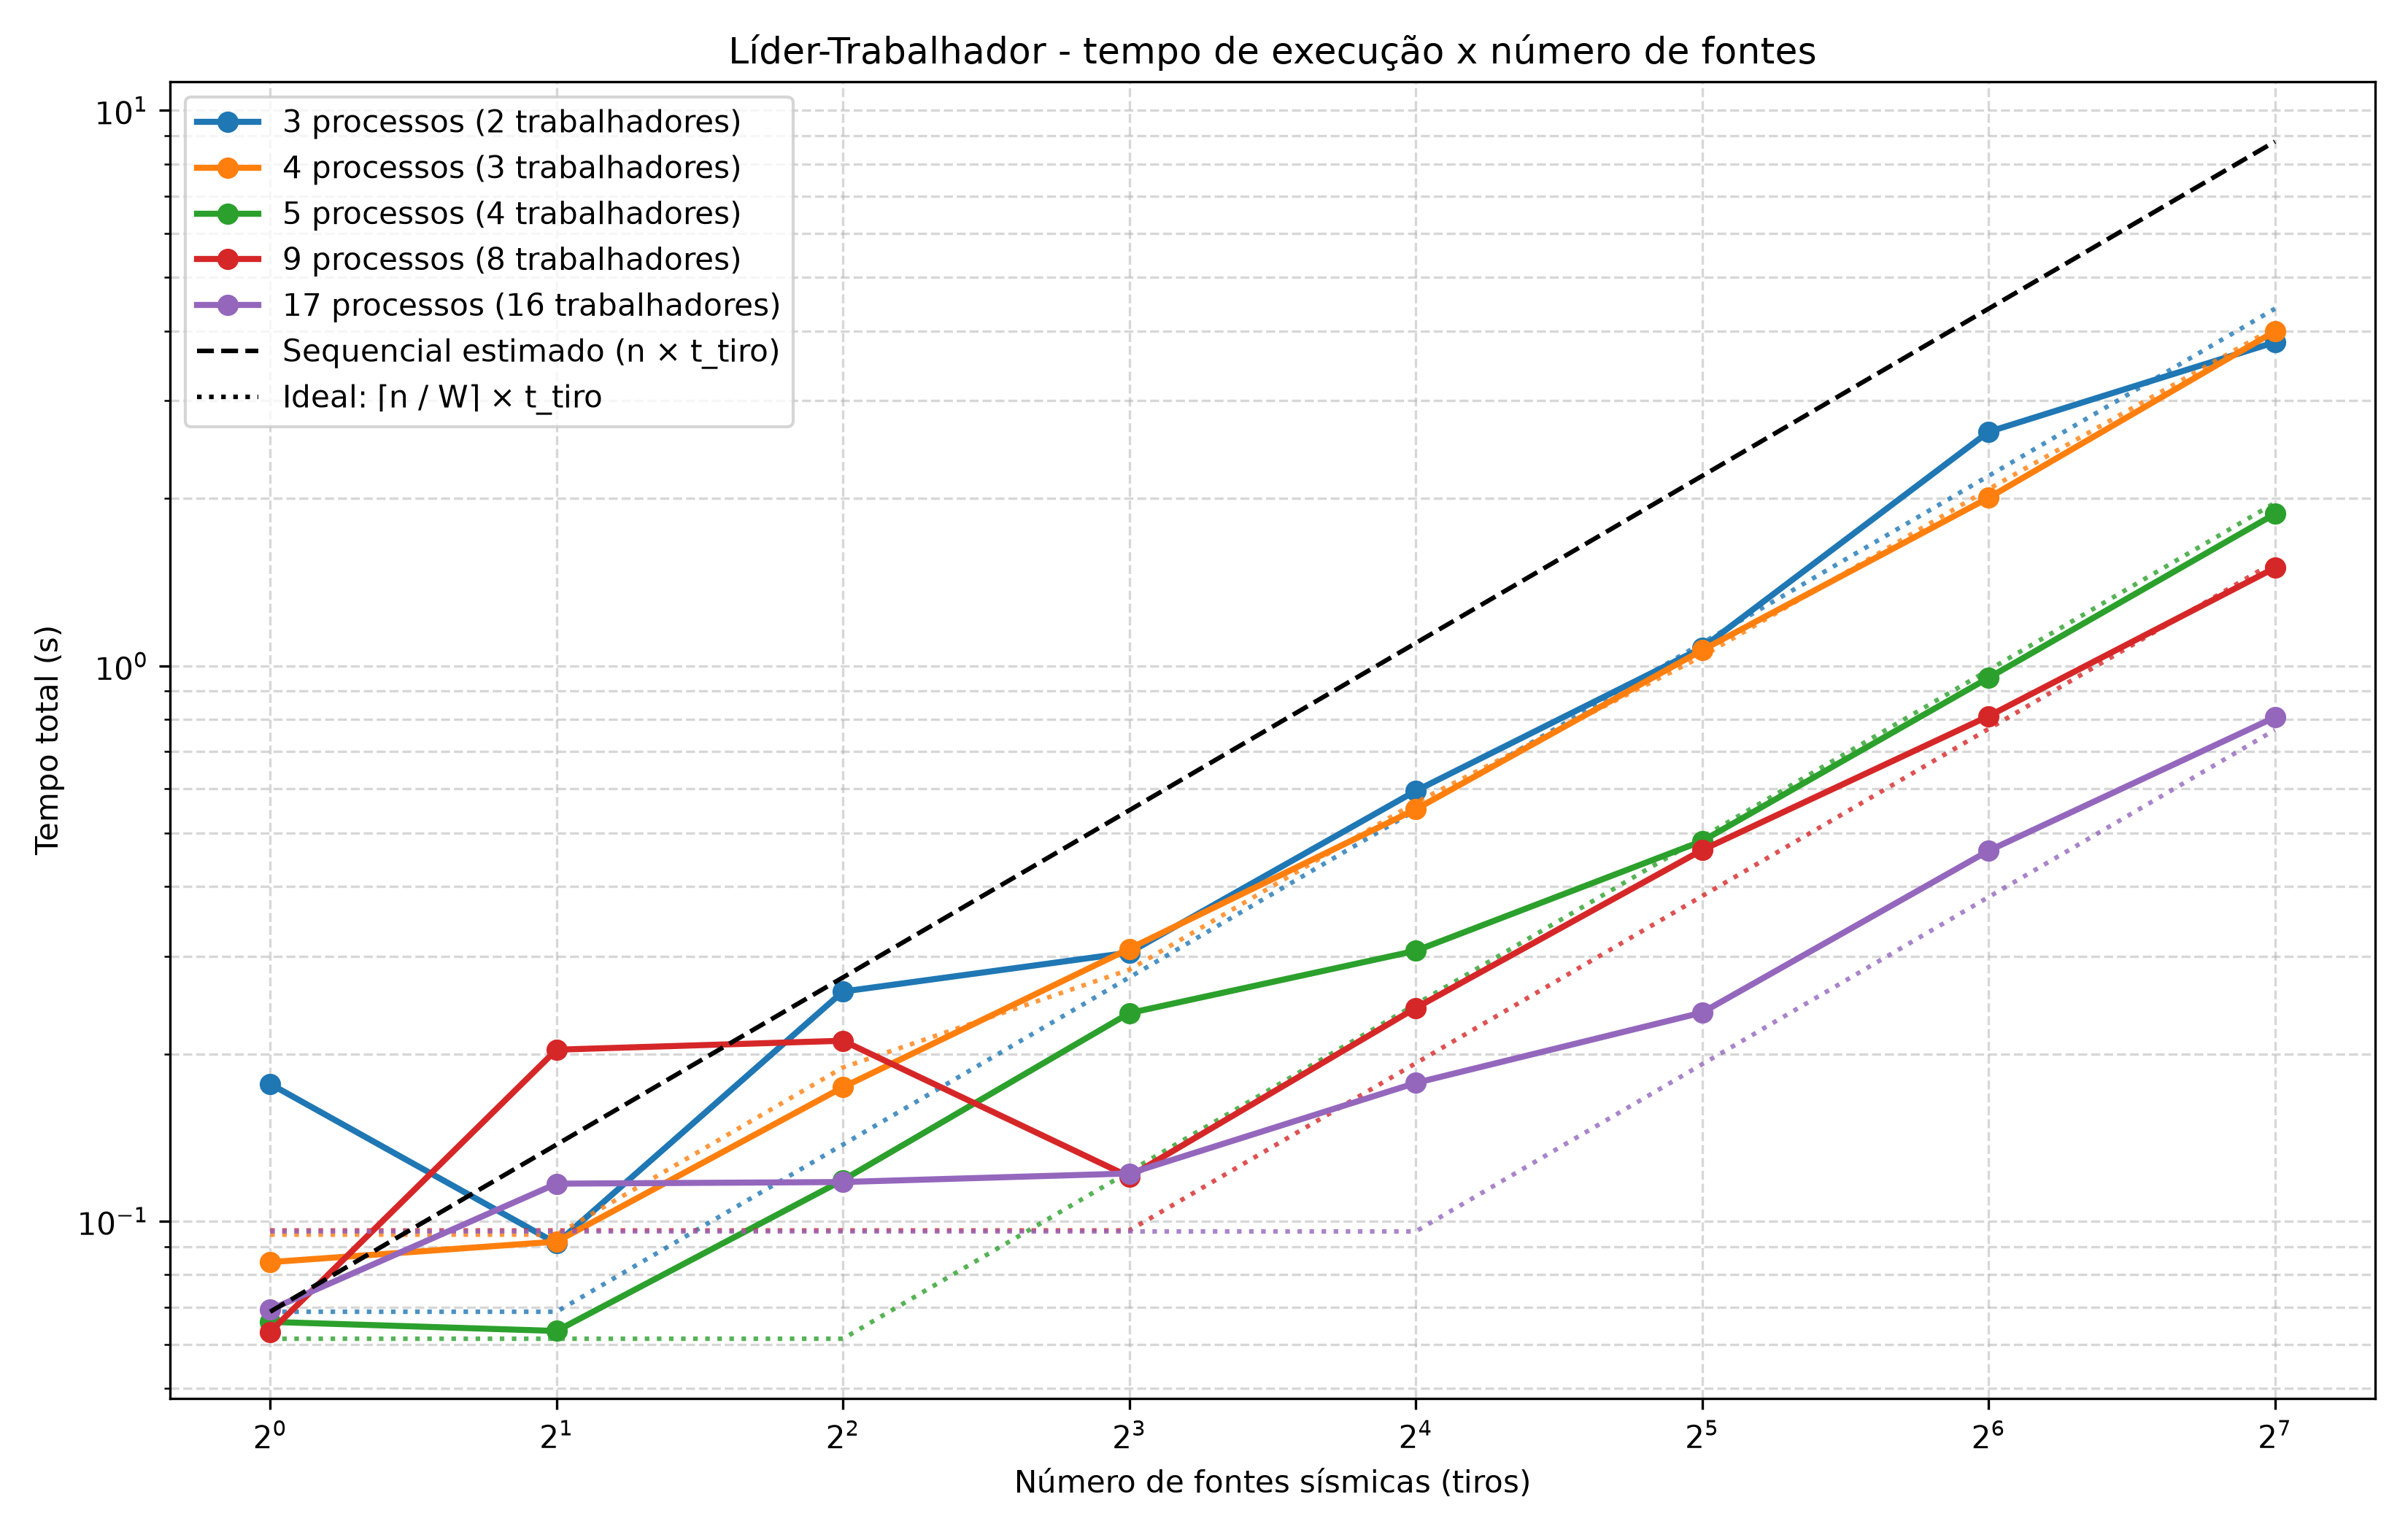 Líder-Trabalhador - tempo de execução x número de fontes
3 processos (2 trabalhadores)
4 processos (3 trabalhadores)
5 processos (4 trabalhadores)
9 processos (8 trabalhadores)
17 processos (16 trabalhadores)
Sequencial estimado (n × t_tiro)
Ideal: ⌈n / W⌉ × t_tiro
Tempo total (s)
10¹
10⁰
10⁻¹
2⁰ 2¹ 2² 2³ 2⁴ 2⁵ 2⁶ 2⁷
Número de fontes sísmicas (tiros)